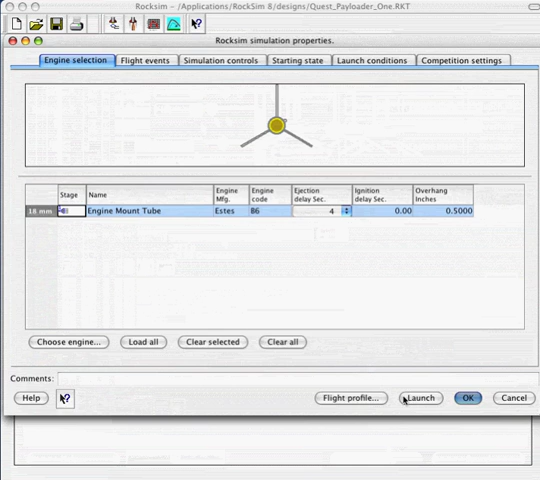 Rocksim - /Applications/RockSim 8/designs/Quest_Payloader_One.RKT
Rocksim simulation properties.
Engine selection Flight events Simulation controls Starting state Launch conditions Competition settings
Stage Name Engine Mfg. Engine code Ejection delay Sec. Ignition delay Sec. Overhang Inches
18 mm Engine Mount Tube Estes B6 4 0.00 0.5000
Choose engine... Load all Clear selected Clear all
Comments:
Help ? Flight profile... Launch OK Cancel